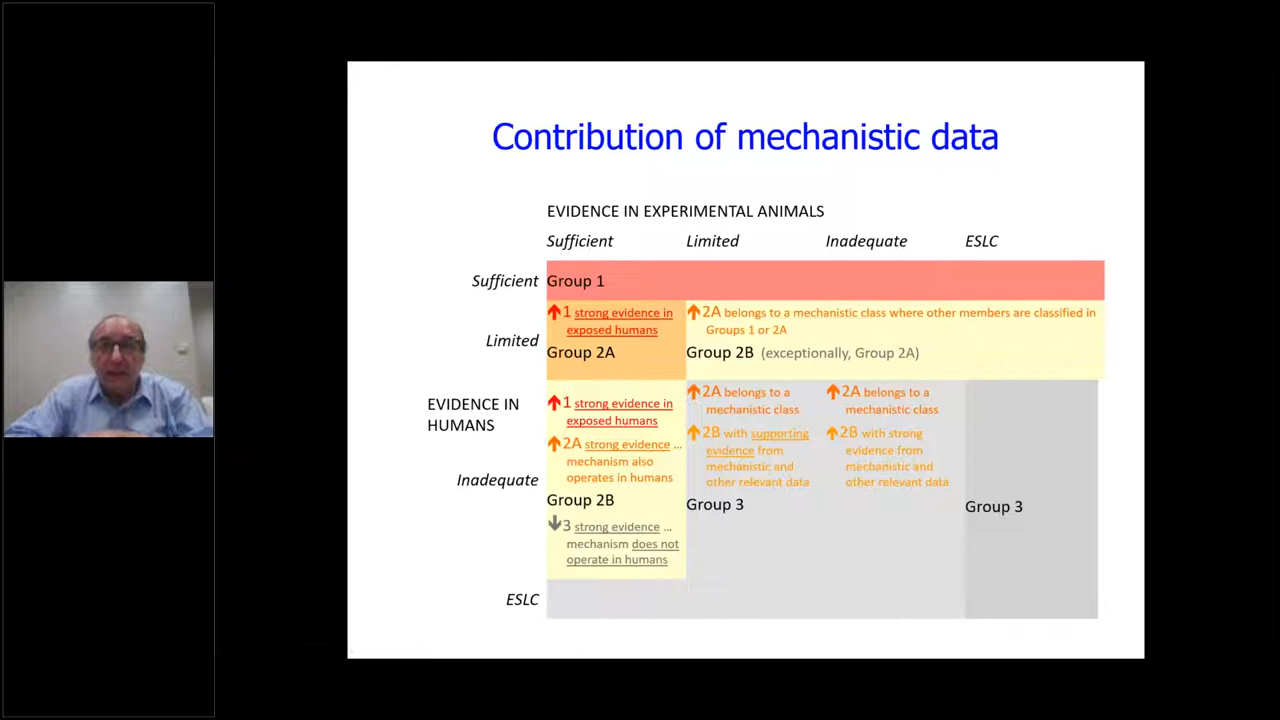 Contribution of mechanistic data
EVIDENCE IN EXPERIMENTAL ANIMALS
Sufficient Limited Inadequate ESLC
Sufficient Group 1
Limited
↑1 strong evidence in
exposed humans
Group 2A
↑2A belongs to a mechanistic class where other members are classified in
Groups 1 or 2A
Group 2B (exceptionally, Group 2A)
EVIDENCE IN
HUMANS
Inadequate
↑1 strong evidence in
exposed humans
↑2A strong evidence ...
mechanism also
operates in humans
Group 2B
↓3 strong evidence ...
mechanism does not
operate in humans
↑2A belongs to a
mechanistic class
↑2B with supporting
evidence from
mechanistic and
other relevant data
Group 3
↑2A belongs to a
mechanistic class
↑2B with strong
evidence from
mechanistic and
other relevant data
Group 3
ESLC